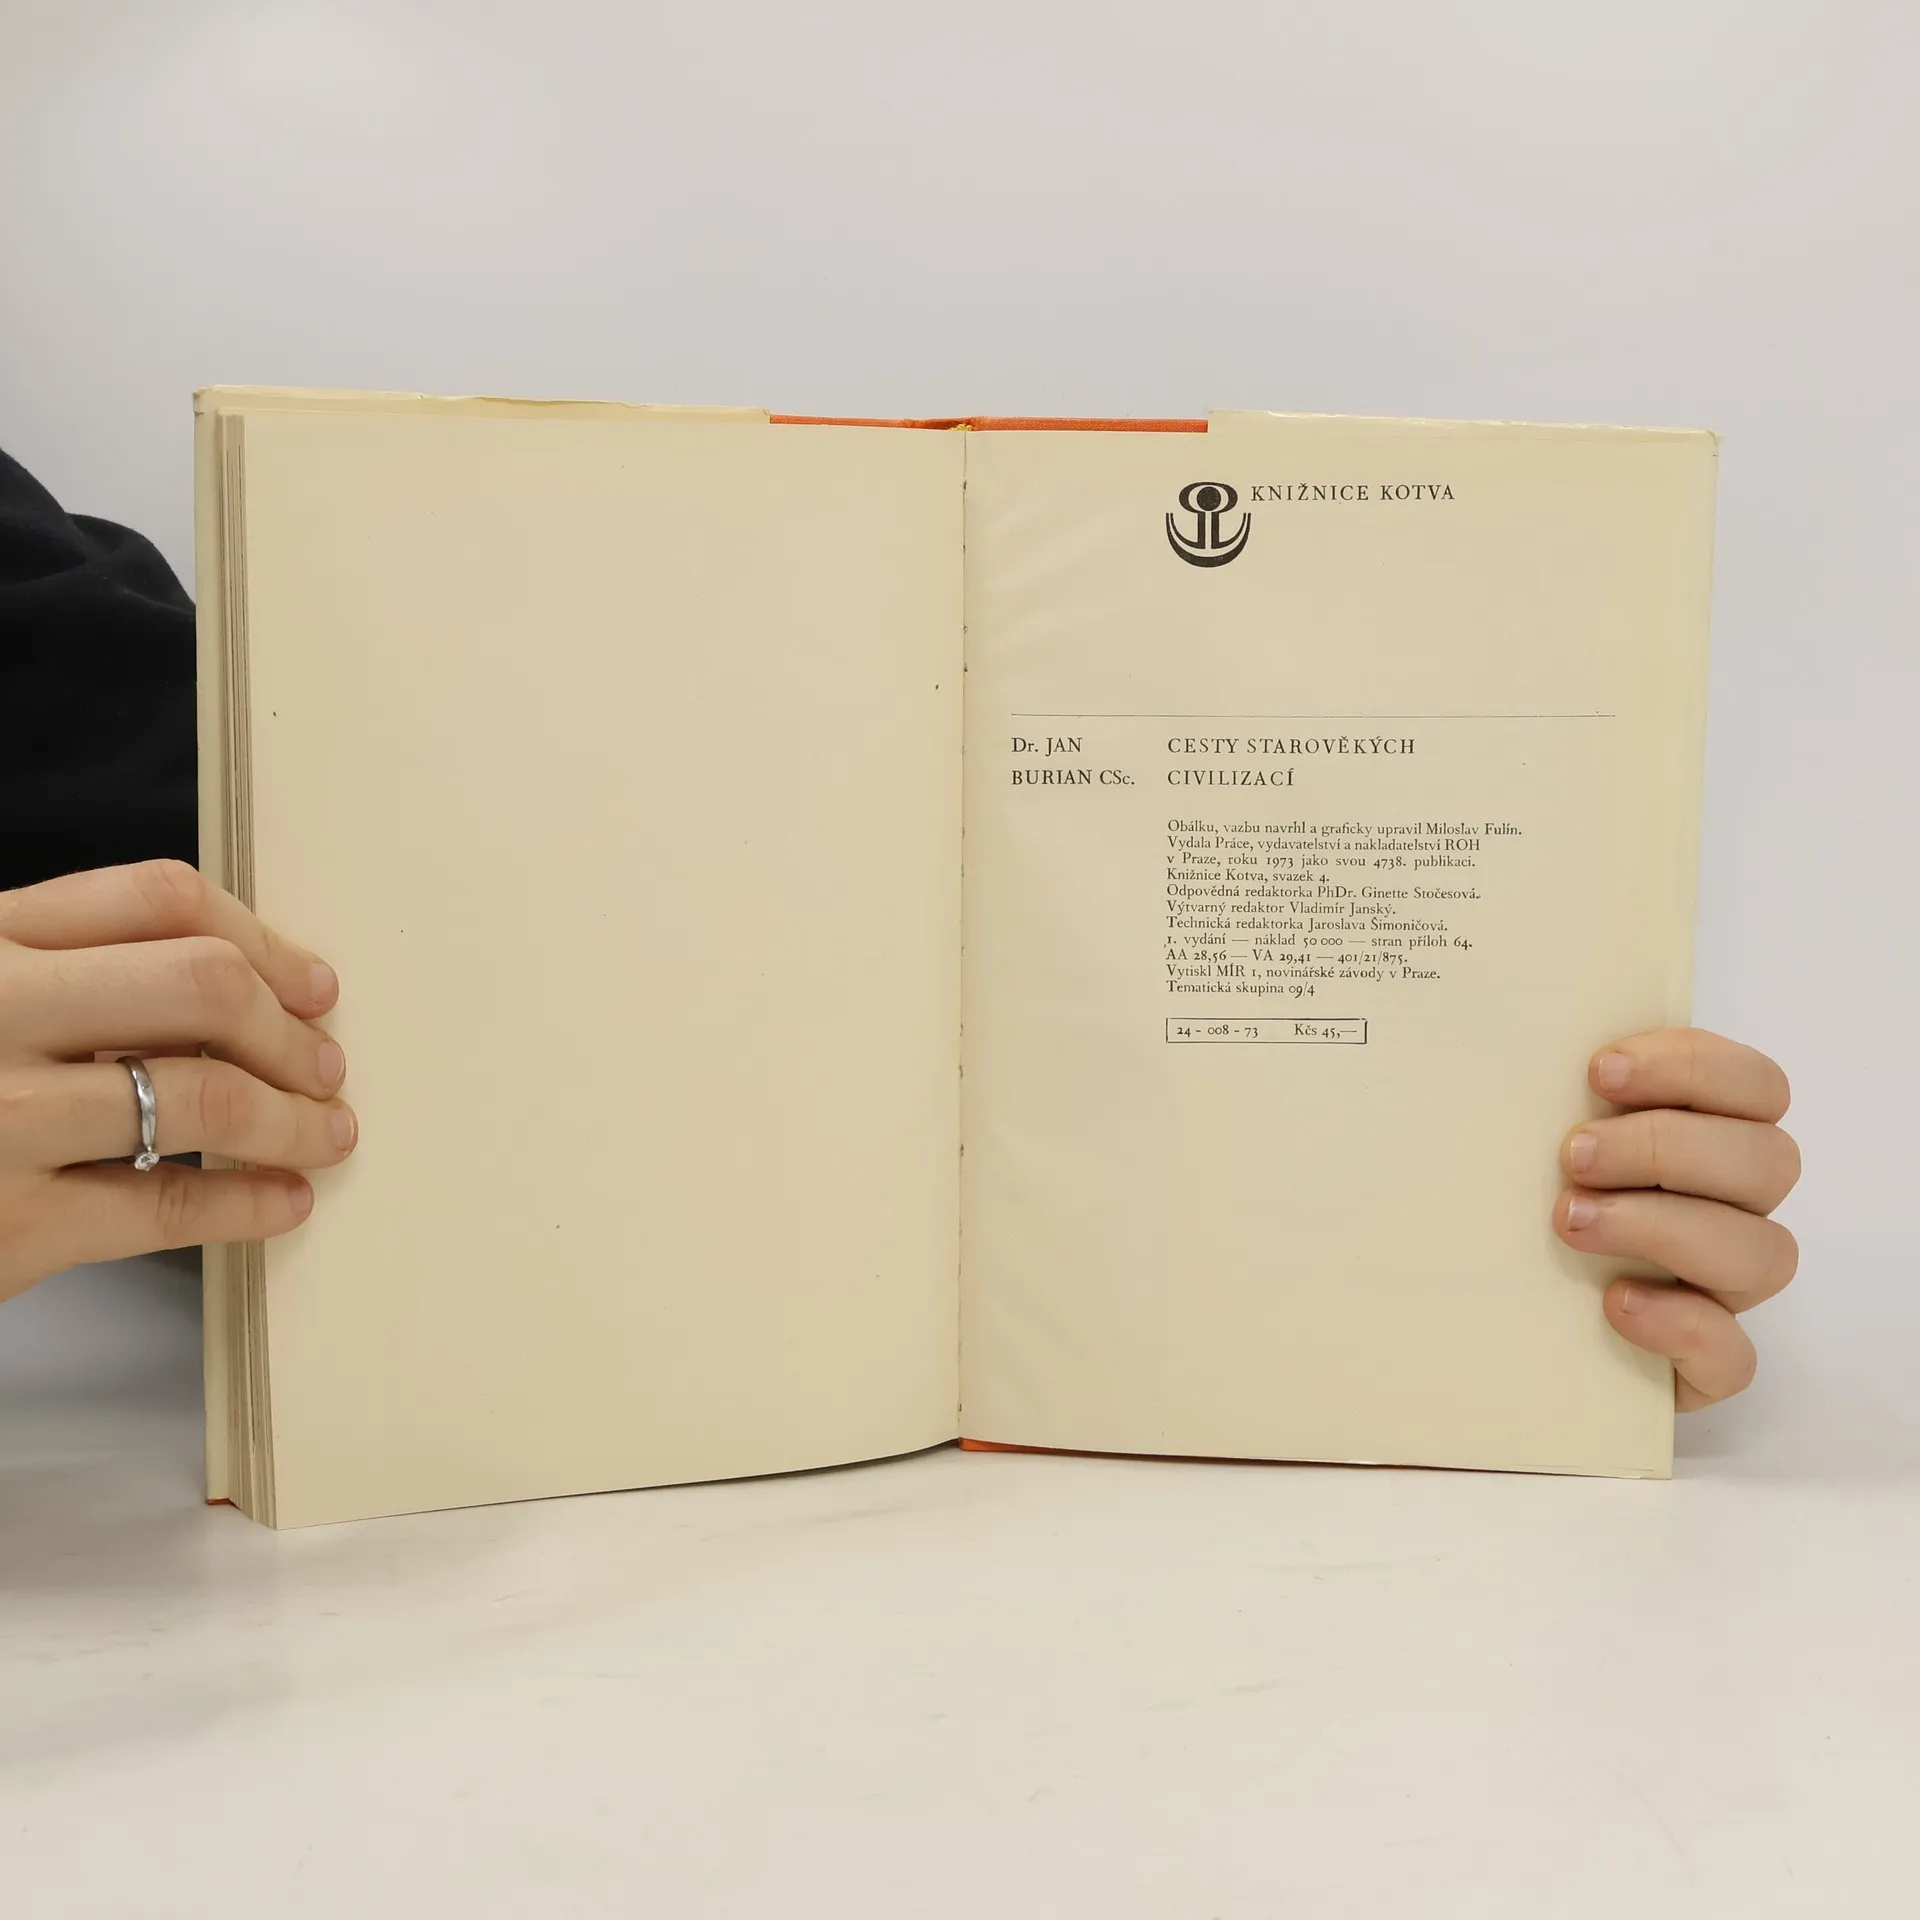 KNIŽNICE KOTVA
Dr. JAN
BURIAN CSc.
CESTY STAROVĚKÝCH
CIVILIZACÍ
Obálku, vazbu navrhl a graficky upravil Miloslav Fulín.
Vydala Práce, vydavatelství a nakladatelství ROH
v Praze, roku 1973 jako svou 4738. publikaci.
Knižnice Kotva, svazek 4.
Odpovědná redaktorka PhDr. Ginette Stočesová.
Výtvarný redaktor Vladimír Janský.
Technická redaktorka Jaroslava Šimoničová.
1. vydání — náklad 50 000 — stran příloh 64.
AA 28,56 — VA 29,41 — 401/21/875.
Vytiskl MÍR 1, novinářské závody v Praze.
Tematická skupina 09/4
24 - 008 - 73 Kčs 45,—